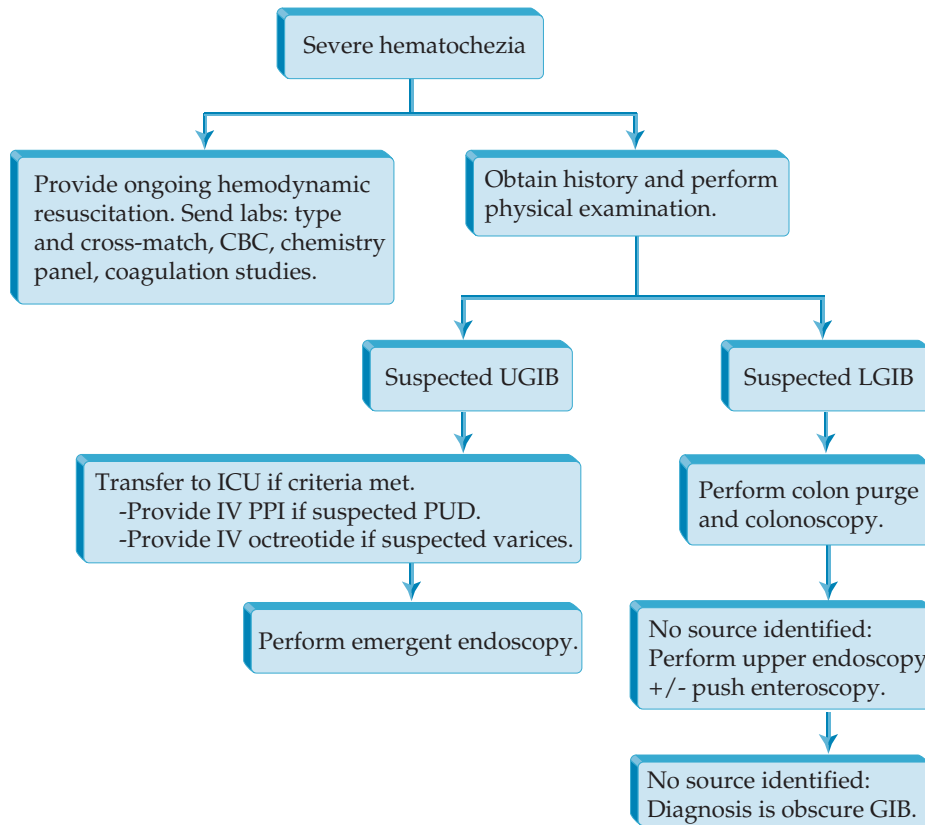 Severe hematochezia
Provide ongoing hemodynamic
resuscitation. Send labs: type
and cross-match, CBC, chemistry
panel, coagulation studies.
Obtain history and perform
physical examination.
Suspected UGIB
Suspected LGIB
Transfer to ICU if criteria met.
-Provide IV PPI if suspected PUD.
-Provide IV octreotide if suspected varices.
Perform emergent endoscopy.
Perform colon purge
and colonoscopy.
No source identified:
Perform upper endoscopy
+/- push enteroscopy.
No source identified:
Diagnosis is obscure GIB.